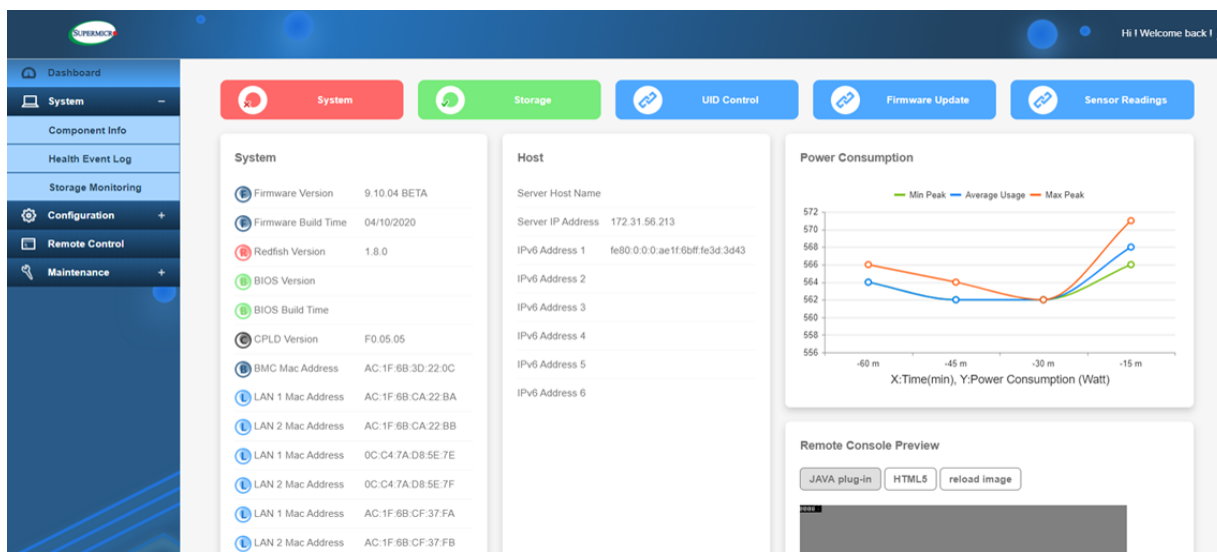 SUPERMICR
Hi ! Welcome back !
Dashboard
System −
Component Info
Health Event Log
Storage Monitoring
Configuration +
Remote Control
Maintenance +
System
Storage
UID Control
Firmware Update
Sensor Readings
System
Firmware Version 9.10.04 BETA
Firmware Build Time 04/10/2020
Redfish Version 1.8.0
BIOS Version
BIOS Build Time
CPLD Version F0.05.05
BMC Mac Address AC:1F:6B:3D:22:0C
LAN 1 Mac Address AC:1F:6B:CA:22:BA
LAN 2 Mac Address AC:1F:6B:CA:22:BB
LAN 1 Mac Address 0C:C4:7A:D8:5E:7E
LAN 2 Mac Address 0C:C4:7A:D8:5E:7F
LAN 1 Mac Address AC:1F:6B:CF:37:FA
LAN 2 Mac Address AC:1F:6B:CF:37:FB
Host
Server Host Name
Server IP Address 172.31.56.213
IPv6 Address 1 fe80:0:0:0:ae1f:6bff:fe3d:3d43
IPv6 Address 2
IPv6 Address 3
IPv6 Address 4
IPv6 Address 5
IPv6 Address 6
Power Consumption
Min Peak Average Usage Max Peak
572
570
568
566
564
562
560
558
556
-60 m -45 m -30 m -15 m
X:Time(min), Y:Power Consumption (Watt)
Remote Console Preview
JAVA plug-in HTML5 reload image